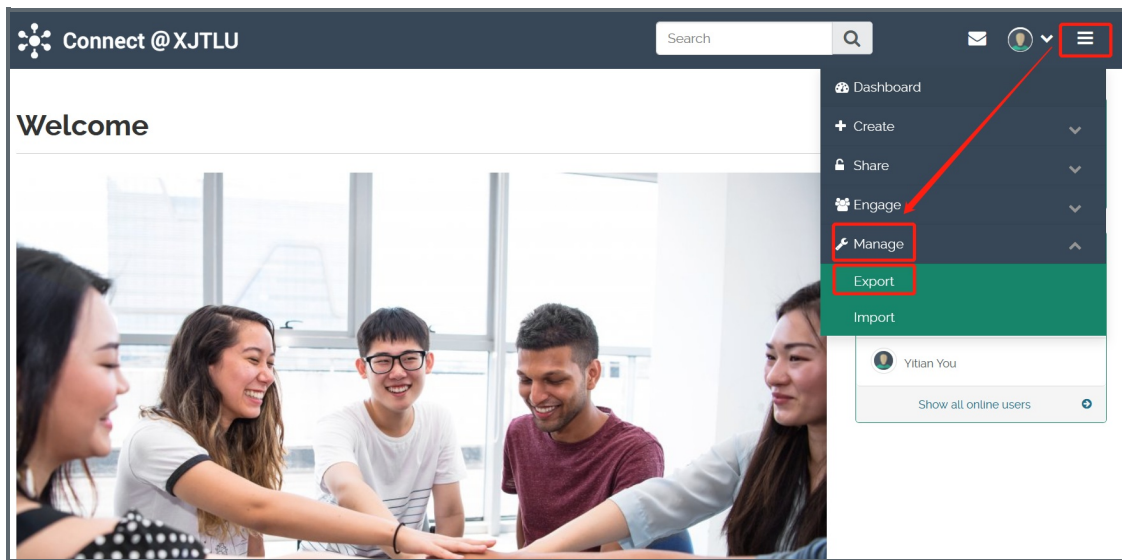 Connect @ XJTLU
Search
Dashboard
Create
Share
Engage
Manage
Export
Import
Welcome
Yitian You
Show all online users